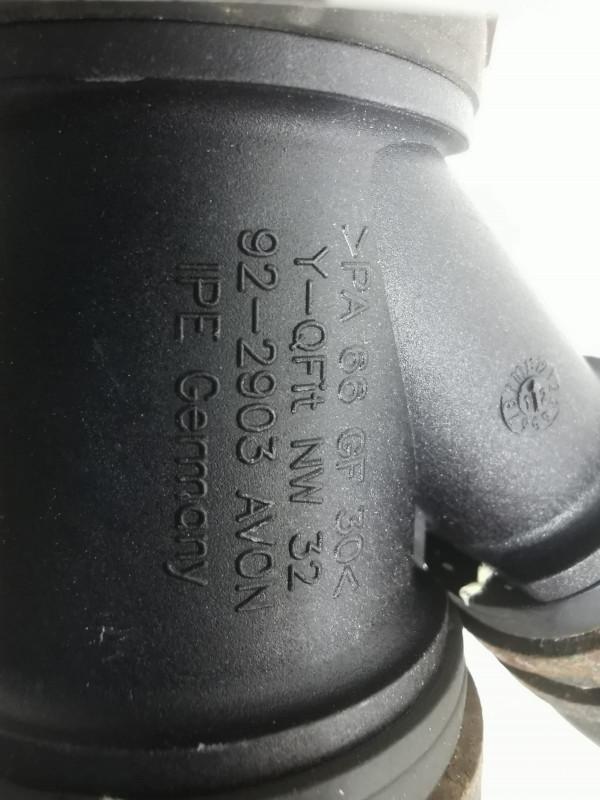 >PA 66 GF 30<
Y-QFit NW 32
92-2903 AVON
IPE Germany